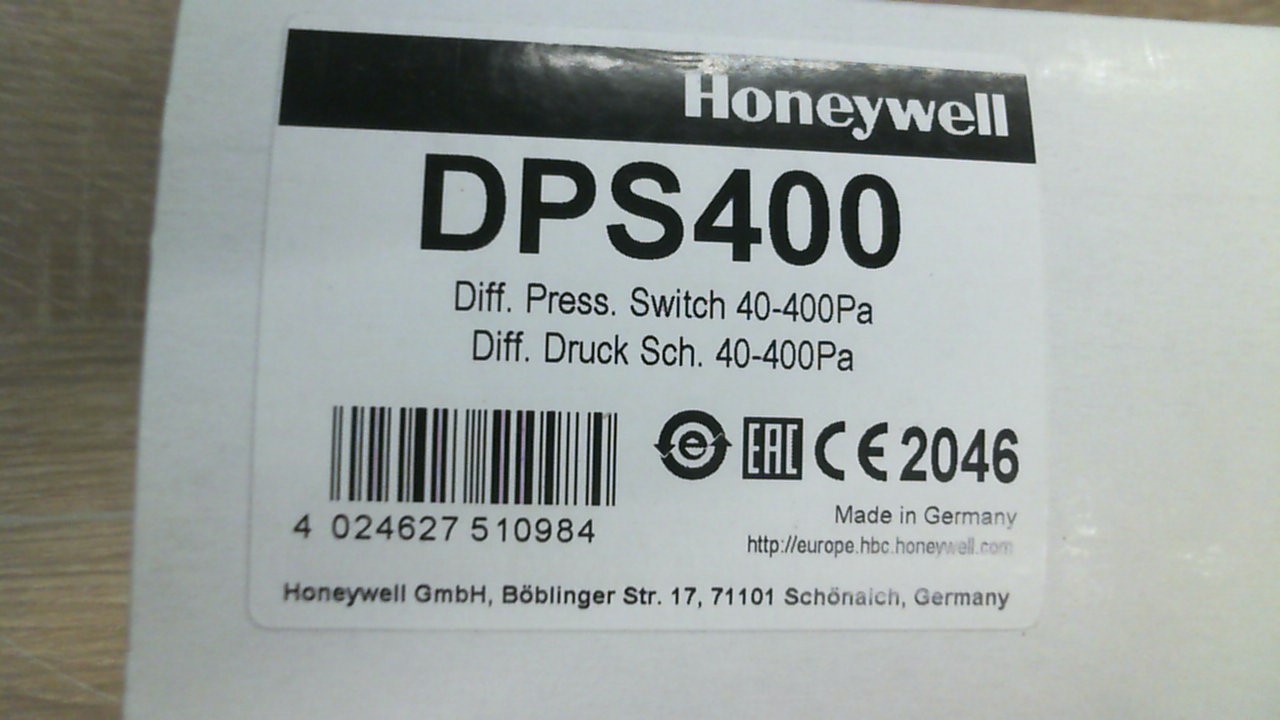 Honeywell
DPS400
Diff. Press. Switch 40-400Pa
Diff. Druck Sch. 40-400Pa
e EAC CE 2046
4 024627 510984
Made in Germany
http://europe.hbc.honeywell.com
Honeywell GmbH, Böblinger Str. 17, 71101 Schönaich, Germany